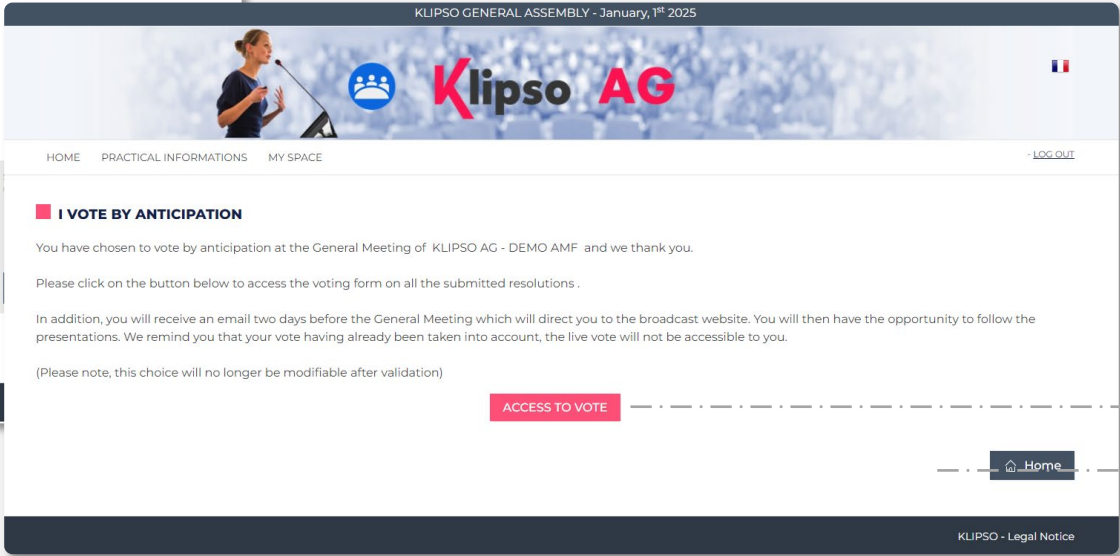 KLIPSO GENERAL ASSEMBLY - January, 1st 2025
Klipso AG
HOME PRACTICAL INFORMATIONS MY SPACE
- LOG OUT
I VOTE BY ANTICIPATION
You have chosen to vote by anticipation at the General Meeting of KLIPSO AG - DEMO AMF and we thank you.
Please click on the button below to access the voting form on all the submitted resolutions .
In addition, you will receive an email two days before the General Meeting which will direct you to the broadcast website. You will then have the opportunity to follow the
presentations. We remind you that your vote having already been taken into account, the live vote will not be accessible to you.
(Please note, this choice will no longer be modifiable after validation)
ACCESS TO VOTE
Home
KLIPSO - Legal Notice